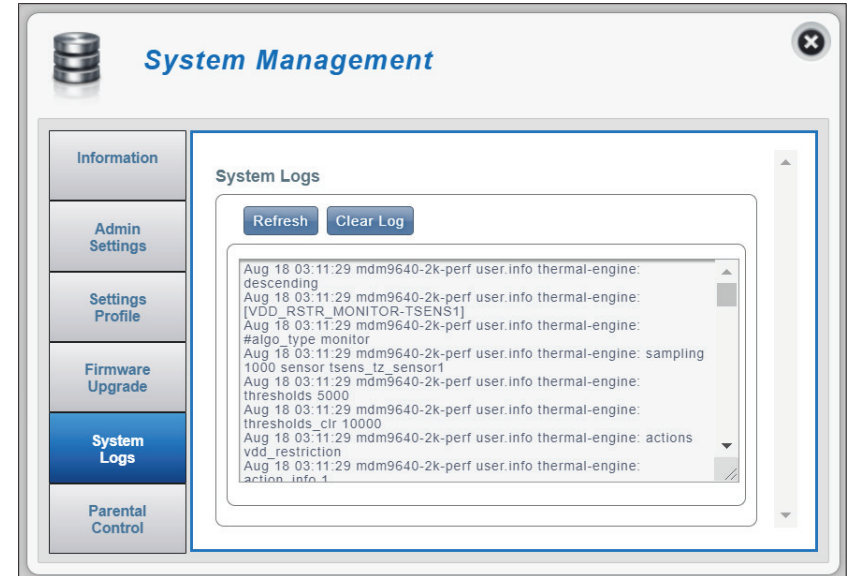 System Management
Information
Admin
Settings
Settings
Profile
Firmware
Upgrade
System
Logs
Parental
Control
System Logs
Refresh
Clear Log
Aug 18 03:11:29 mdm9640-2k-perf user.info thermal-engine:
descending
Aug 18 03:11:29 mdm9640-2k-perf user.info thermal-engine:
[VDD_RSTR_MONITOR-TSENS1]
Aug 18 03:11:29 mdm9640-2k-perf user.info thermal-engine:
#algo_type monitor
Aug 18 03:11:29 mdm9640-2k-perf user.info thermal-engine: sampling
1000 sensor tsens_tz_sensor1
Aug 18 03:11:29 mdm9640-2k-perf user.info thermal-engine:
thresholds 5000
Aug 18 03:11:29 mdm9640-2k-perf user.info thermal-engine:
thresholds_clr 10000
Aug 18 03:11:29 mdm9640-2k-perf user.info thermal-engine: actions
vdd_restriction
Aug 18 03:11:29 mdm9640-2k-perf user.info thermal-engine:
action_info 1